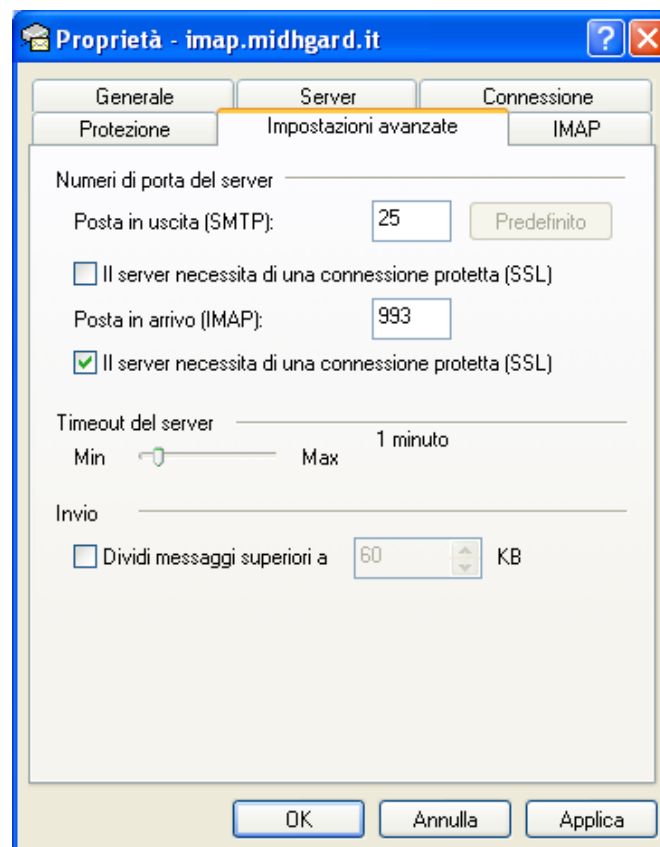 Proprietà - imap.midhgard.it
Generale Server Connessione
Protezione Impostazioni avanzate IMAP
Numeri di porta del server
Posta in uscita (SMTP): 25 Predefinito
Il server necessita di una connessione protetta (SSL)
Posta in arrivo (IMAP): 993
Il server necessita di una connessione protetta (SSL)
Timeout del server
Min Max 1 minuto
Invio
Dividi messaggi superiori a 60 KB
OK Annulla Applica